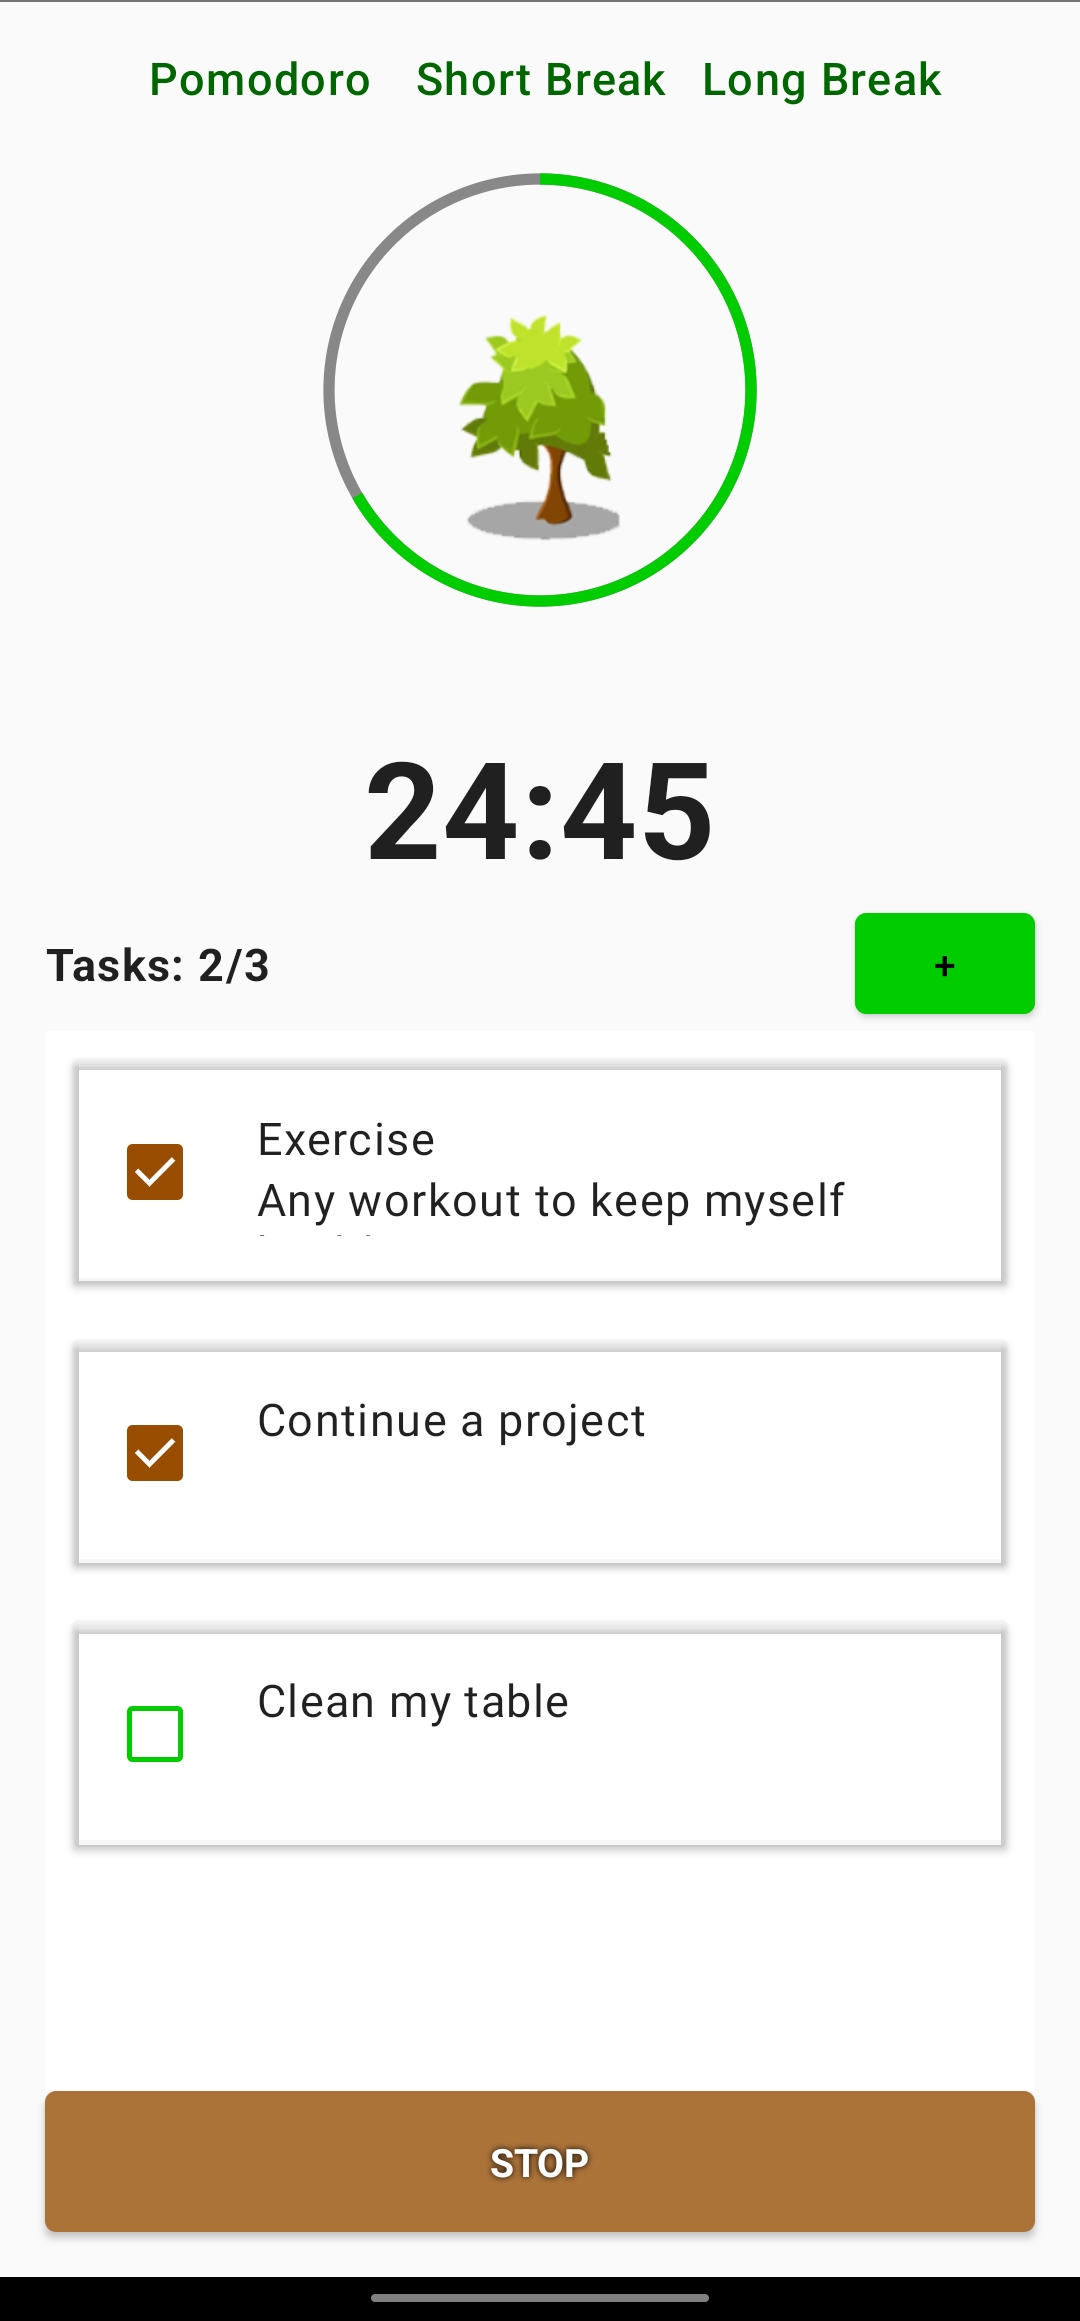 Pomodoro Short Break Long Break
24:45
Tasks: 2/3
+
Exercise
Any workout to keep myself
Continue a project
Clean my table
STOP